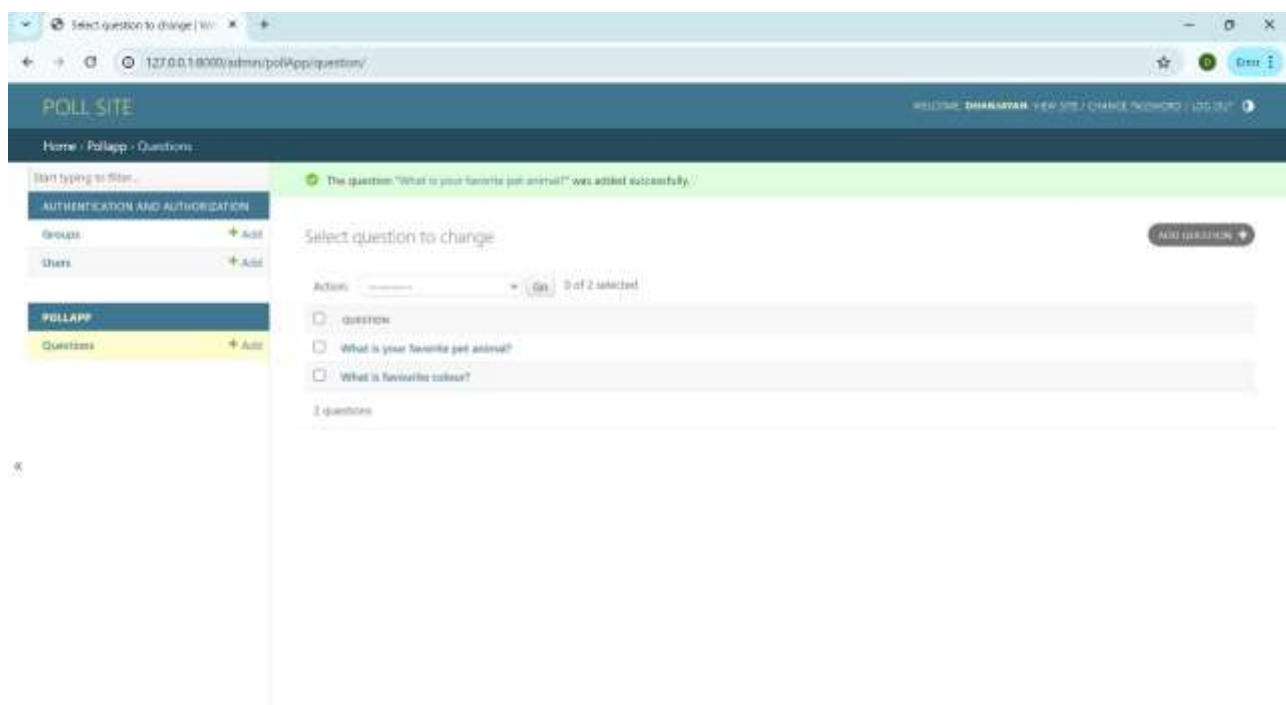 Select question to change |
127.0.0.1:8000/admin/pollApp/question/
D
Error
POLL SITE
WELCOME, DHANJAYAN. VIEW SITE / CHANGE PASSWORD / LOG OUT
Home › Pollapp › Questions
Start typing to filter...
The question "What is your favorite pet animal?" was added successfully.
AUTHENTICATION AND AUTHORIZATION
Groups + Add
Users + Add
Select question to change
ADD QUESTION +
Action: --------- Go 0 of 2 selected
POLLAPP
QUESTION
Questions + Add
What is your favorite pet animal?
What is favourite colour?
2 questions
«